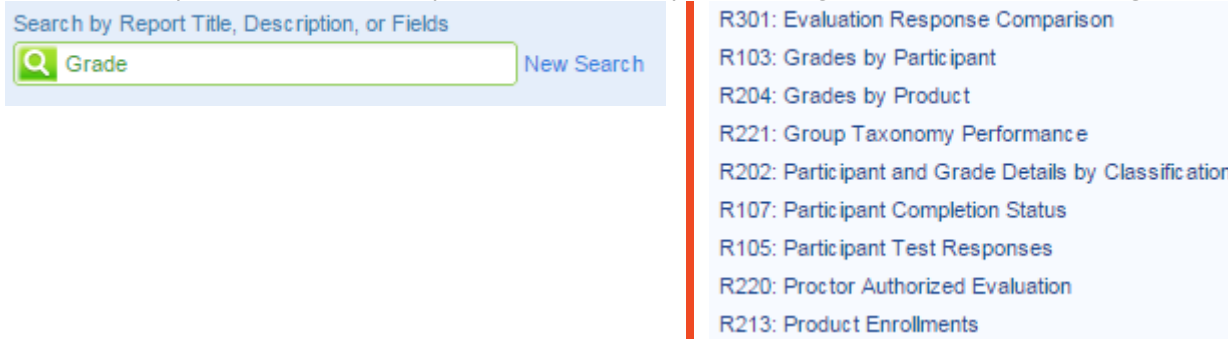 Search by Report Title, Description, or Fields
Grade
New Search
R301: Evaluation Response Comparison
R103: Grades by Participant
R204: Grades by Product
R221: Group Taxonomy Performance
R202: Participant and Grade Details by Classification
R107: Participant Completion Status
R105: Participant Test Responses
R220: Proctor Authorized Evaluation
R213: Product Enrollments